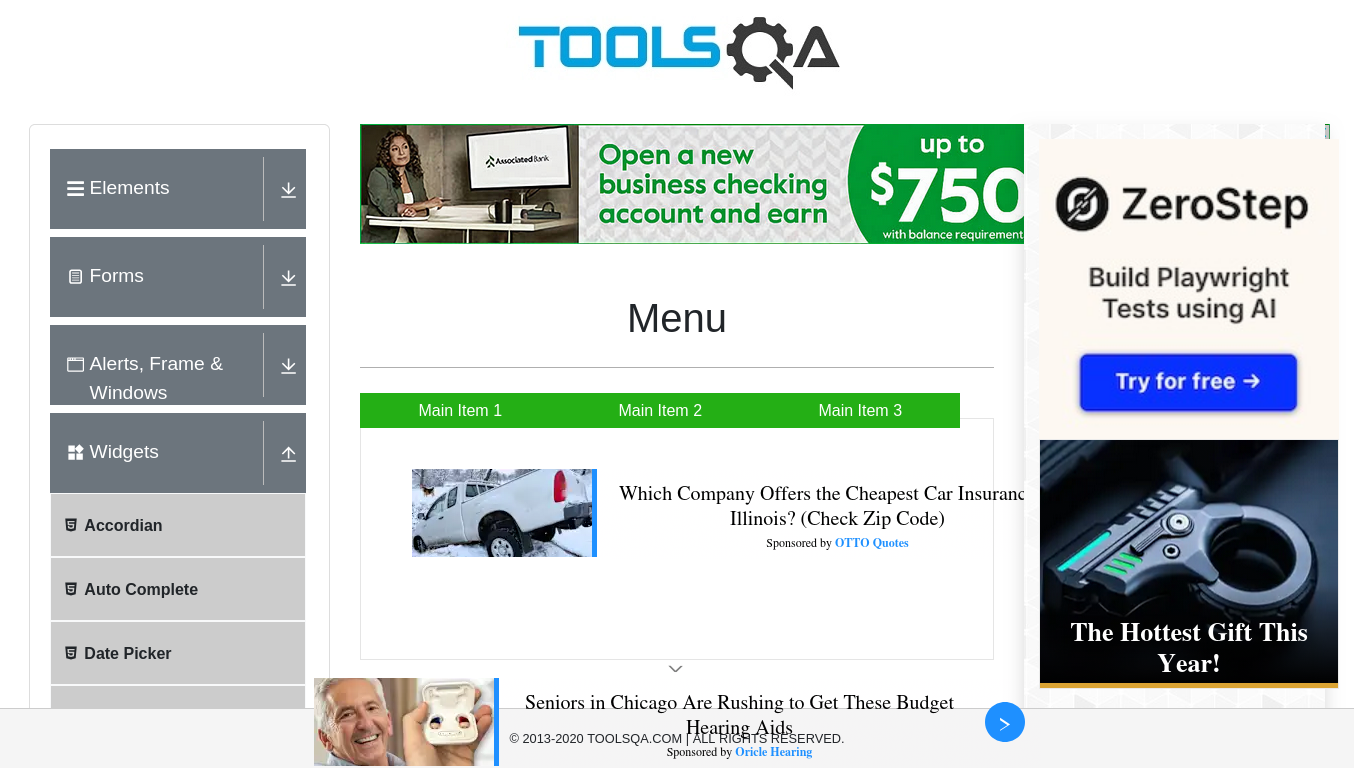 TOOLSQA
Elements
Forms
Alerts, Frame &
Windows
Widgets
Accordian
Auto Complete
Date Picker
Associated Bank
Open a new
business checking
account and earn
up to
$750
with balance requirement
Menu
Main Item 1
Main Item 2
Main Item 3
Which Company Offers the Cheapest Car Insuranc
Illinois? (Check Zip Code)
Sponsored by OTTO Quotes
ZeroStep
Build Playwright
Tests using AI
Try for free →
The Hottest Gift This
Year!
Seniors in Chicago Are Rushing to Get These Budget
Hearing Aids
© 2013-2020 TOOLSQA.COM | ALL RIGHTS RESERVED.
Sponsored by Oricle Hearing